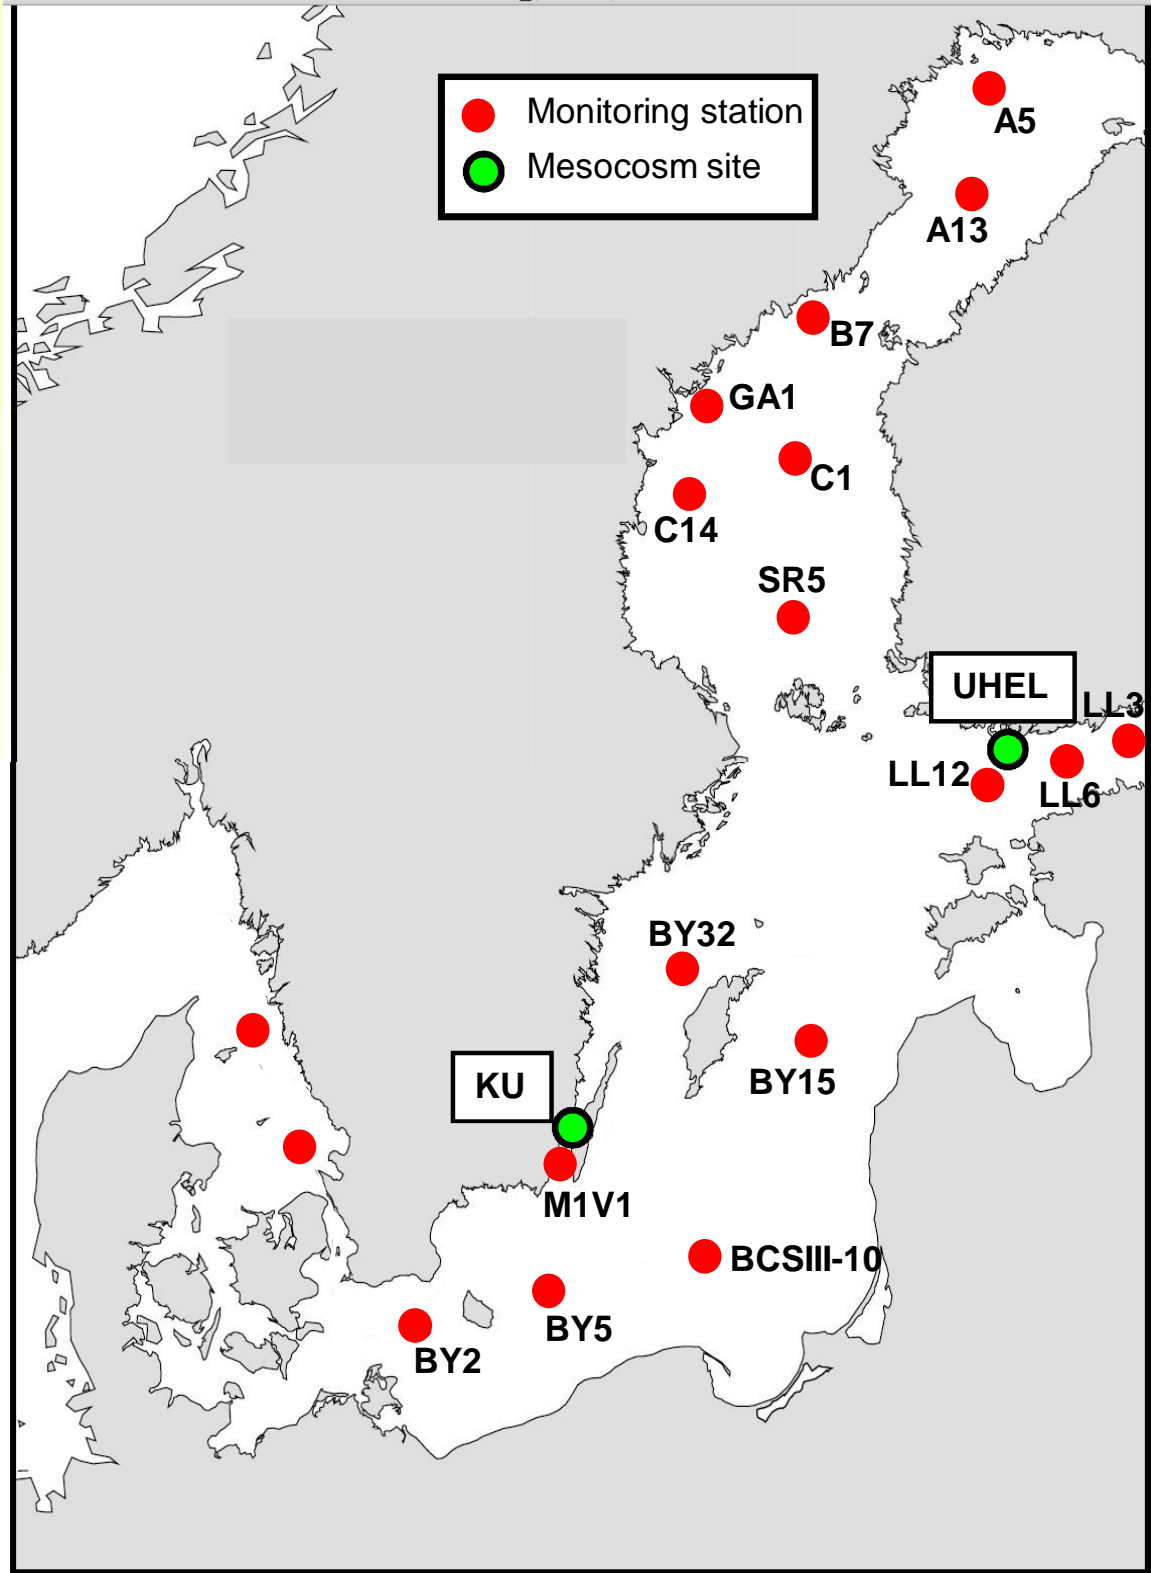 Monitoring station
Mesocosm site
A5
A13
B7
GA1
C1
C14
SR5
UHEL
LL3
LL12
LL6
BY32
BY15
KU
M1V1
BCSIII-10
BY5
BY2